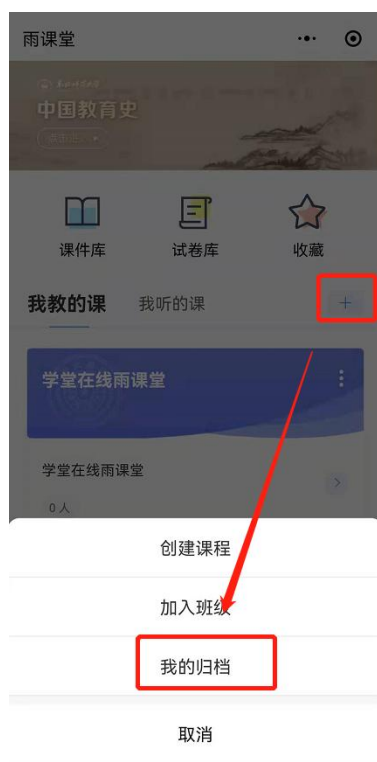 雨课堂
中国教育史
课件库 试卷库 收藏
我教的课 我听的课 +
学堂在线雨课堂
学堂在线雨课堂
0人
创建课程
加入班级
我的归档
取消